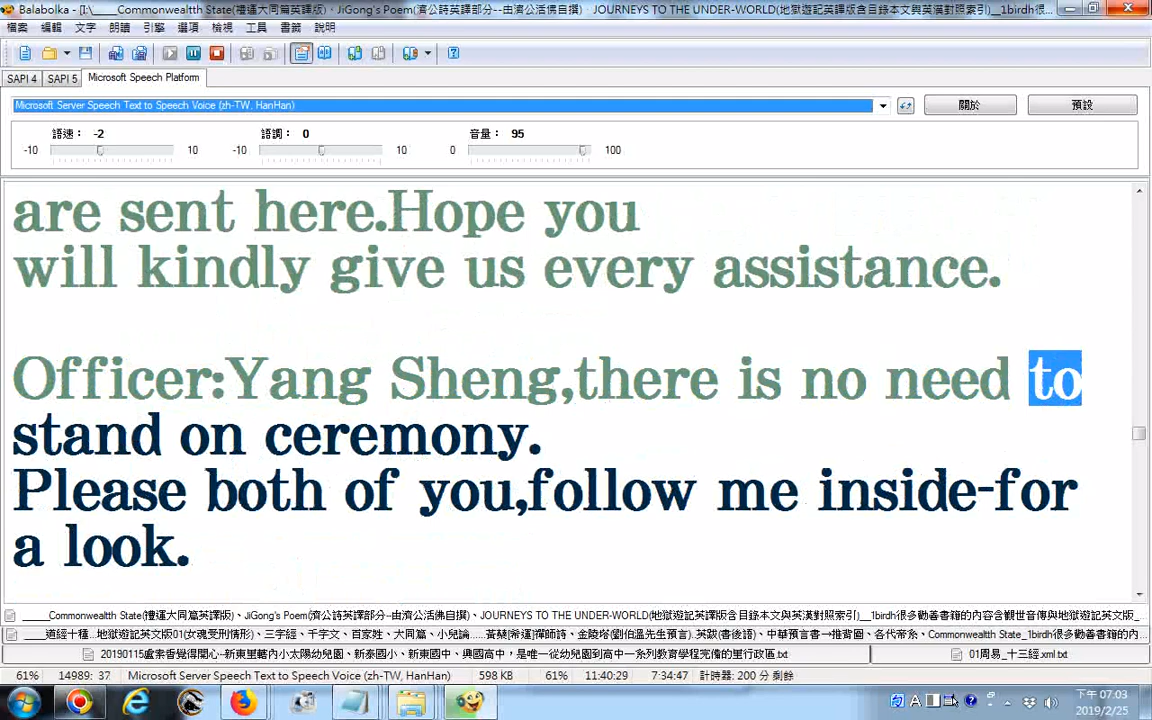 Balabolka - [I:\_____Commonwealtth State(禮運大同篇英譯版)、JiGong's Poem(濟公詩英譯部分--由濟公活佛自撰)、JOURNEYS TO THE UNDER-WORLD(地獄遊記英譯版含目錄本文與英漢對照索引)__1birdh很...
檔案 編輯 文字 朗讀 引擎 選項 檢視 工具 書籤 說明
SAPI 4 SAPI 5 Microsoft Speech Platform
Microsoft Server Speech Text to Speech Voice (zh-TW, HanHan) 關於 預設
語速： -2 語調： 0 音量： 95
-10 10 -10 10 0 100
are sent here.Hope you
will kindly give us every assistance.
Officer:Yang Sheng,there is no need to
stand on ceremony.
Please both of you,follow me inside-for
a look.
_____Commonwealtth State(禮運大同篇英譯版)、JiGong's Poem(濟公詩英譯部分--由濟公活佛自撰)、JOURNEYS TO THE UNDER-WORLD(地獄遊記英譯版含目錄本文與英漢對照索引)__1birdh很多勸善書籍的內容含觀世音傳與地獄遊記英文版_...
_____道經十種...地獄遊記英文版01(女魂受刑情形)、三字經、千字文、百家姓、大同篇、小兒論......黃蘗[希運]禪師詩、金陵塔(劉伯溫先生預言).英獃(書後語)、中華預言書一推背圖、各代帝系、Commonwealth State_1birdh很多勸善書籍的內...
20190115盧案昏覺得開心--新東里轄內小太陽幼兒園、新泰國小、新東國中、興國高中，是唯一從幼兒園到高中一系列教育學程完備的里行政區.txt 01周易_十三經.xml.txt
61% 14989: 37 Microsoft Server Speech Text to Speech Voice (zh-TW, HanHan) 598 KB 61% 11:40:29 7:34:47 計時器: 200 分 剩餘
下午 07:03
2019/2/25